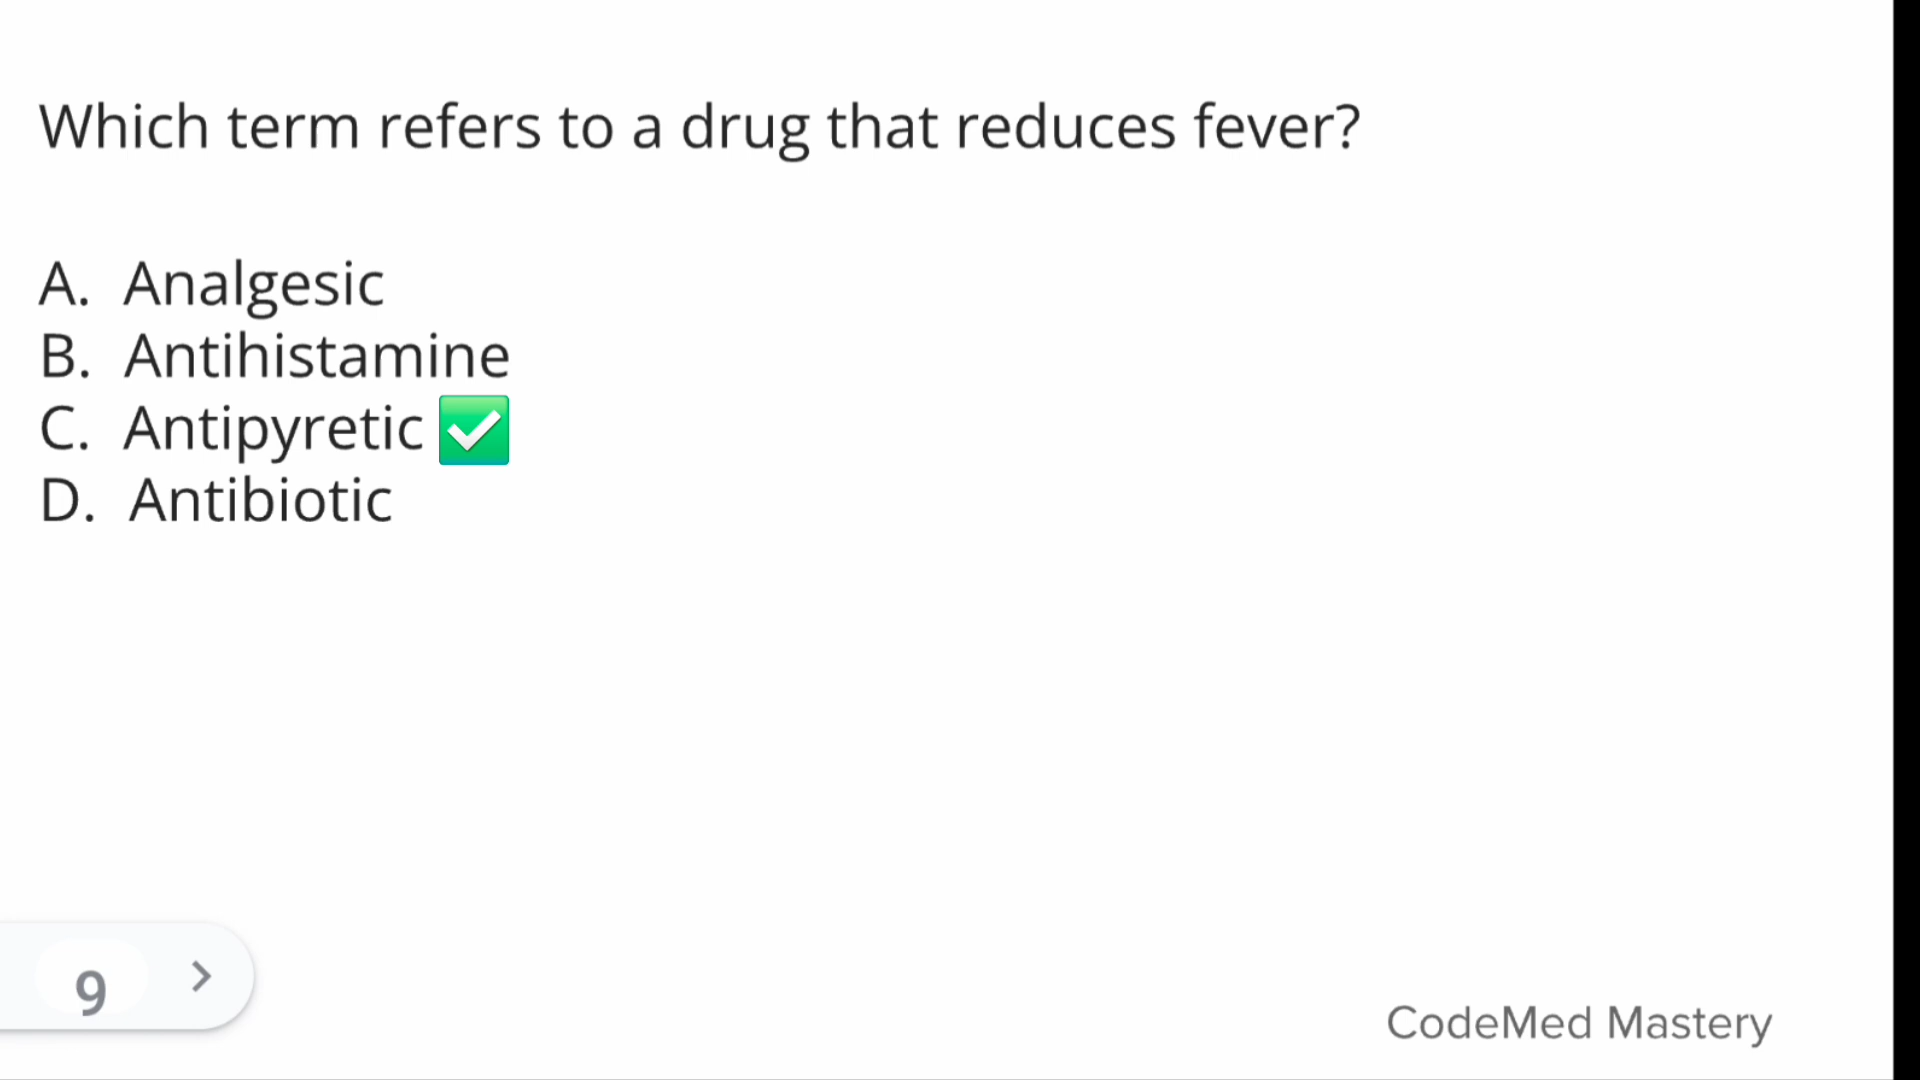 Which term refers to a drug that reduces fever?
A. Analgesic
B. Antihistamine
C. Antipyretic ✅
D. Antibiotic
9 >
CodeMed Mastery